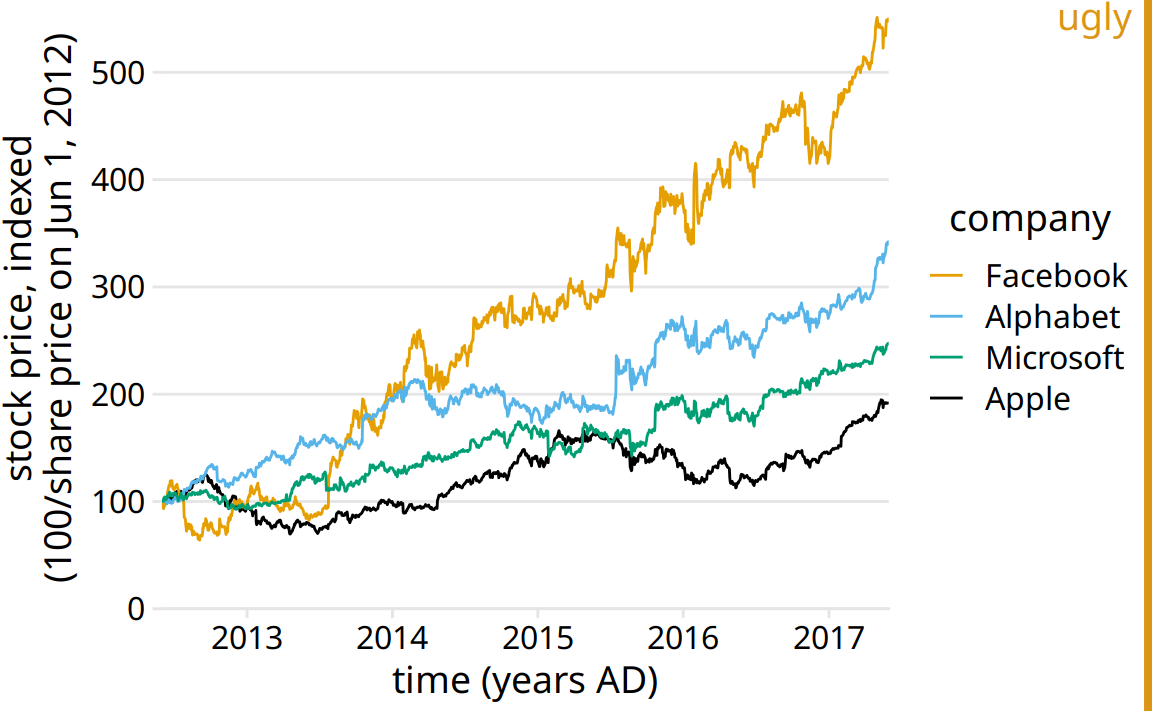 ugly
stock price, indexed
(100/share price on Jun 1, 2012)
500
400
300
200
100
0
2013 2014 2015 2016 2017
time (years AD)
company
Facebook
Alphabet
Microsoft
Apple